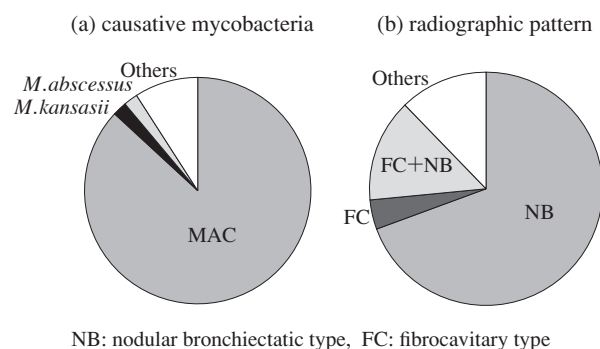 (a) causative mycobacteria
(b) radiographic pattern
Others
M.abscessus
M.kansasii
MAC
Others
FC+NB
FC
NB
NB: nodular bronchiectatic type, FC: fibrocavitary type